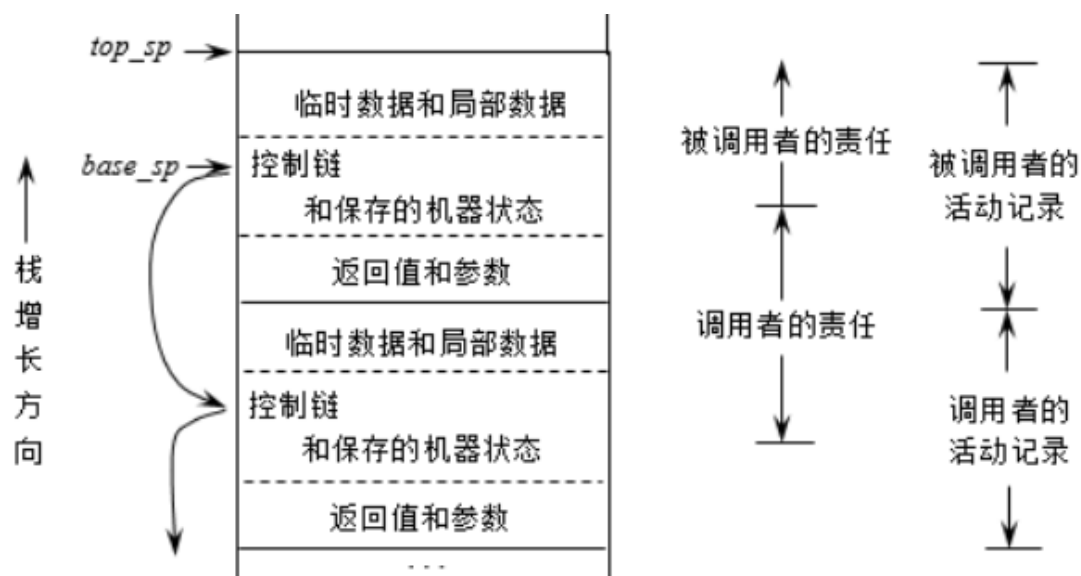 top_sp
临时数据和局部数据
base_sp
控制链
和保存的机器状态
返回值和参数
临时数据和局部数据
控制链
和保存的机器状态
返回值和参数
...
栈增长方向
被调用者的责任
调用者的责任
被调用者的
活动记录
调用者的
活动记录